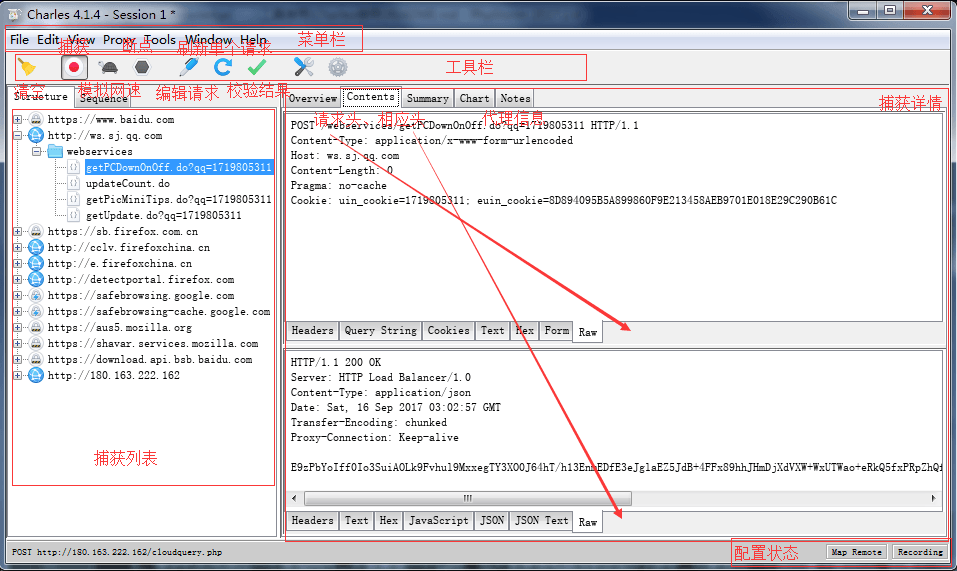 Charles 4.1.4 - Session 1 *
File Edit View Proxy Tools Window Help
菜单栏
捕获 断点 刷新单个请求
工具栏
清空 模拟网速 编辑请求 校验结果
Structure Sequence
Overview Contents Summary Chart Notes
捕获详情
https://www.baidu.com
http://ws.sj.qq.com
webservices
getPCDownOnOff.do?qq=1719805311
updateCount.do
getPicMiniTips.do?qq=1719805311
getUpdate.do?qq=1719805311
https://sb.firefox.com.cn
http://cclv.firefoxchina.cn
http://e.firefoxchina.cn
http://detectportal.firefox.com
https://safebrowsing.google.com
https://safebrowsing-cache.google.com
https://aus5.mozilla.org
https://shavar.services.mozilla.com
https://download.api.bsb.baidu.com
http://180.163.222.162
捕获列表
请求头、相应头 代理信息
POST /webservices/getPCDownOnOff.do?qq=1719805311 HTTP/1.1
Content-Type: application/x-www-form-urlencoded
Host: ws.sj.qq.com
Content-Length: 0
Pragma: no-cache
Cookie: uin_cookie=1719805311; euin_cookie=8D894095B5A899860F9E213458AEB9701E018E29C290B61C
Headers Query String Cookies Text Hex Form Raw
HTTP/1.1 200 OK
Server: HTTP Load Balancer/1.0
Content-Type: application/json
Date: Sat, 16 Sep 2017 03:02:57 GMT
Transfer-Encoding: chunked
Proxy-Connection: Keep-alive
Headers Text Hex JavaScript JSON JSON Text Raw
POST http://180.163.222.162/cloudquery.php
配置状态
Map Remote Recording